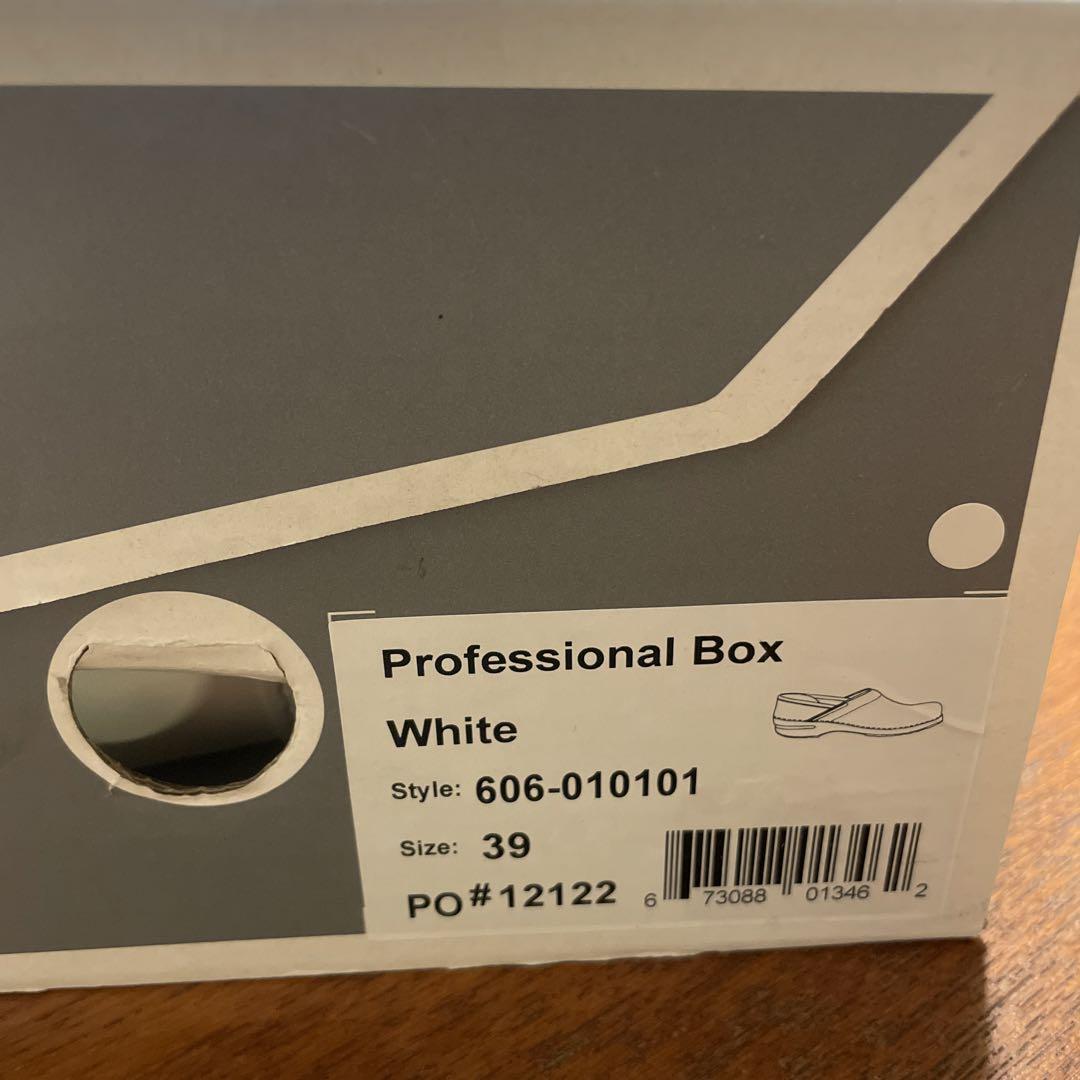 Professional Box
White
Style: 606-010101
Size: 39
PO#12122
6 73088 01346 2